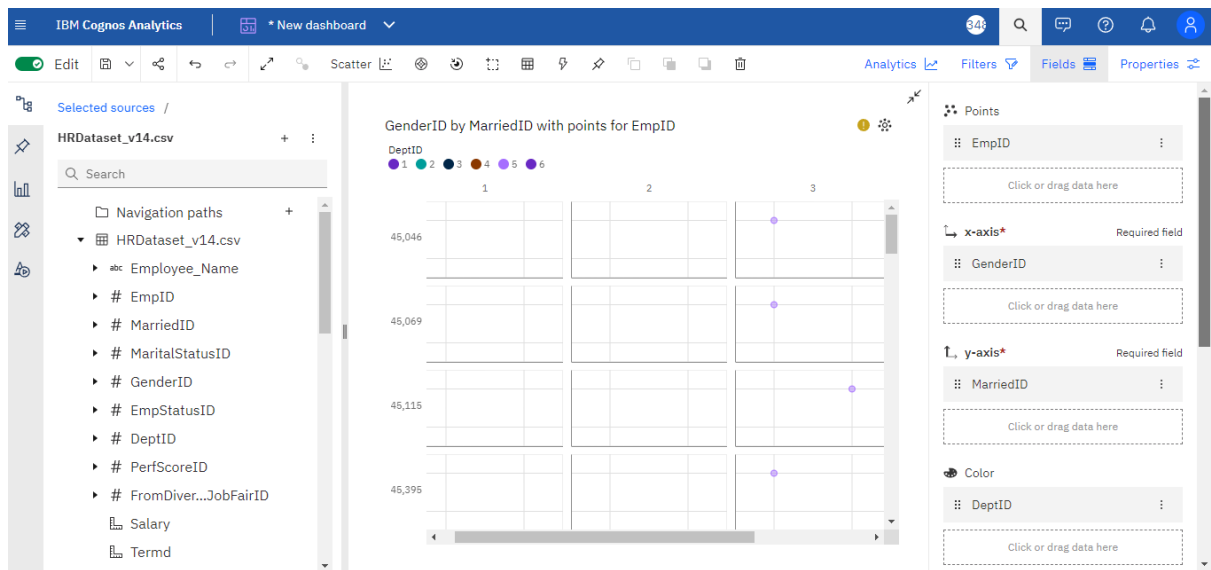 IBM Cognos Analytics
* New dashboard
348
Edit
Scatter
Analytics
Filters
Fields
Properties
Selected sources /
HRDataset_v14.csv
Search
Navigation paths
HRDataset_v14.csv
abc Employee_Name
# EmpID
# MarriedID
# MaritalStatusID
# GenderID
# EmpStatusID
# DeptID
# PerfScoreID
# FromDiver...JobFairID
Salary
Termd
GenderID by MarriedID with points for EmpID
DeptID
1 2 3 4 5 6
1 2 3
45,046
45,069
45,115
45,395
Points
EmpID
Click or drag data here
x-axis* Required field
GenderID
Click or drag data here
y-axis* Required field
MarriedID
Click or drag data here
Color
DeptID
Click or drag data here